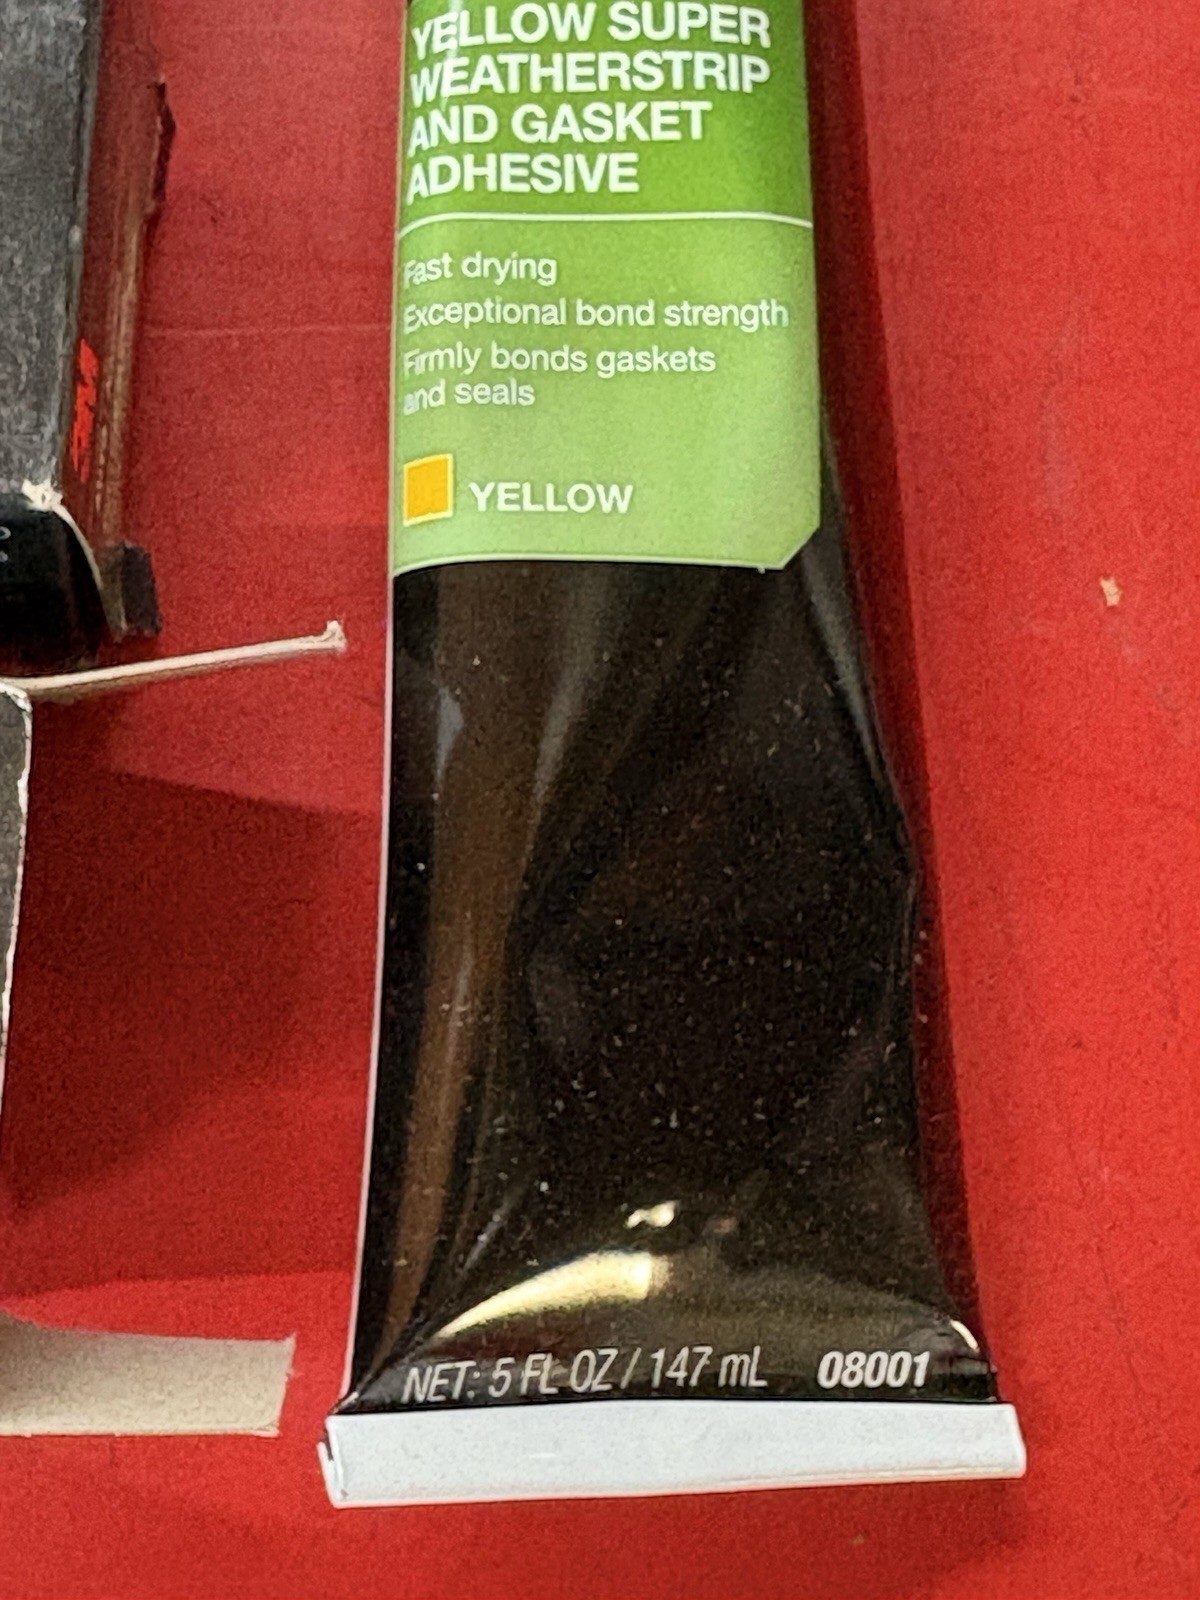 YELLOW SUPER
WEATHERSTRIP
AND GASKET
ADHESIVE
Fast drying
Exceptional bond strength
Firmly bonds gaskets
and seals
YELLOW
NET: 5 FL OZ / 147 mL 08001